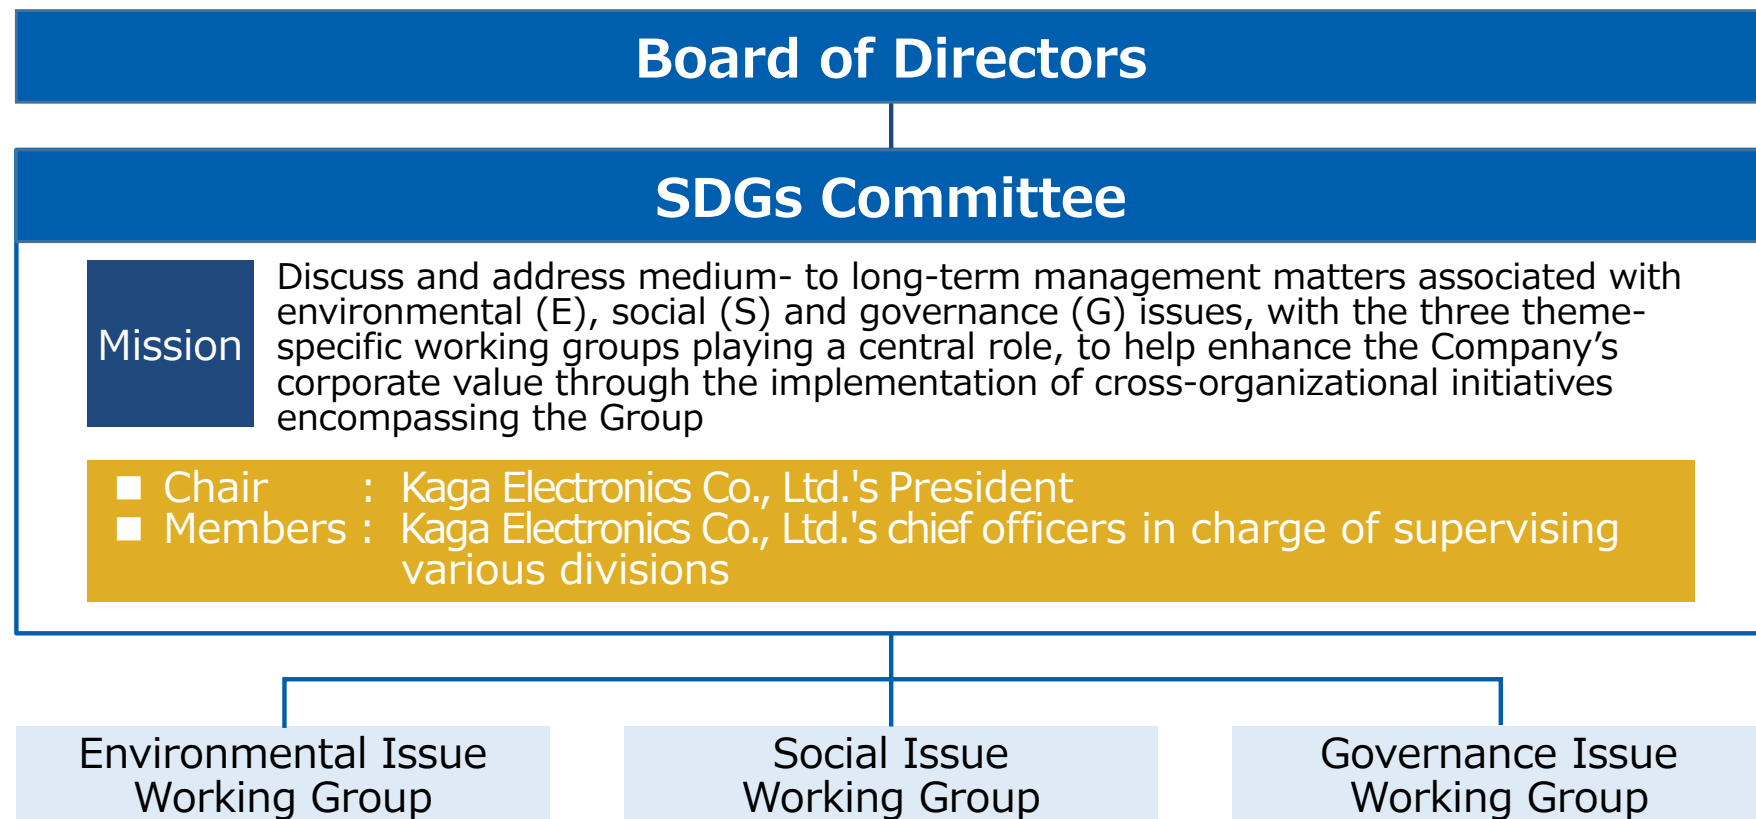 Board of Directors
SDGs Committee
Mission
Discuss and address medium- to long-term management matters associated with
environmental (E), social (S) and governance (G) issues, with the three theme-
specific working groups playing a central role, to help enhance the Company’s
corporate value through the implementation of cross-organizational initiatives
encompassing the Group
■ Chair : Kaga Electronics Co., Ltd.'s President
■ Members : Kaga Electronics Co., Ltd.'s chief officers in charge of supervising
various divisions
Environmental Issue
Working Group
Social Issue
Working Group
Governance Issue
Working Group